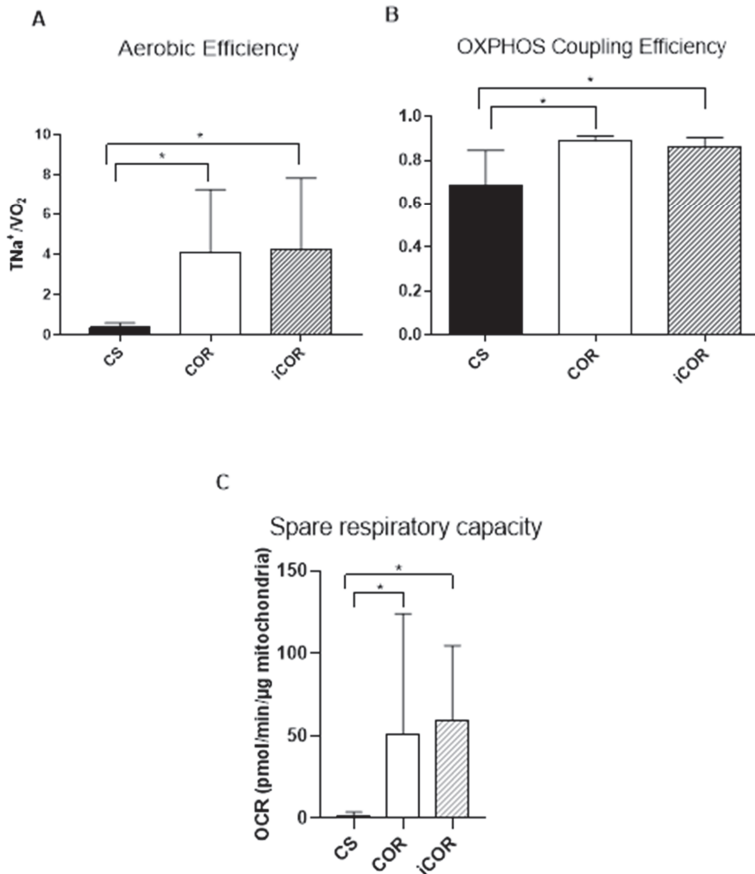 A
Aerobic Efficiency
*
*
10
8
6
4
2
0
TNa⁺/VO₂
CS
COR
iCOR
B
OXPHOS Coupling Efficiency
*
*
1.0
0.8
0.6
0.4
0.2
0.0
CS
COR
iCOR
C
Spare respiratory capacity
*
*
150
100
50
0
OCR (pmol/min/µg mitochondria)
CS
COR
iCOR